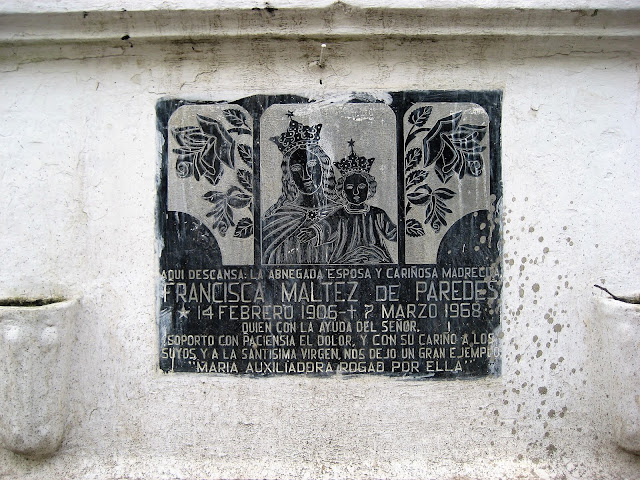 AQUI DESCANSA: LA ABNEGADA ESPOSA Y CARIÑOSA MADRECITA
FRANCISCA MALTEZ DE PAREDES
★ 14 FEBRERO 1906-✝ 7 MARZO 1968
QUIEN CON LA AYUDA DEL SEÑOR.
SOPORTO CON PACIENSIA EL DOLOR, Y CON SU CARIÑO A LOS
SUYOS, Y A LA SANTISIMA VIRGEN, NOS DEJO UN GRAN EJEMPLO
"MARIA AUXILIADORA ROGAD POR ELLA"